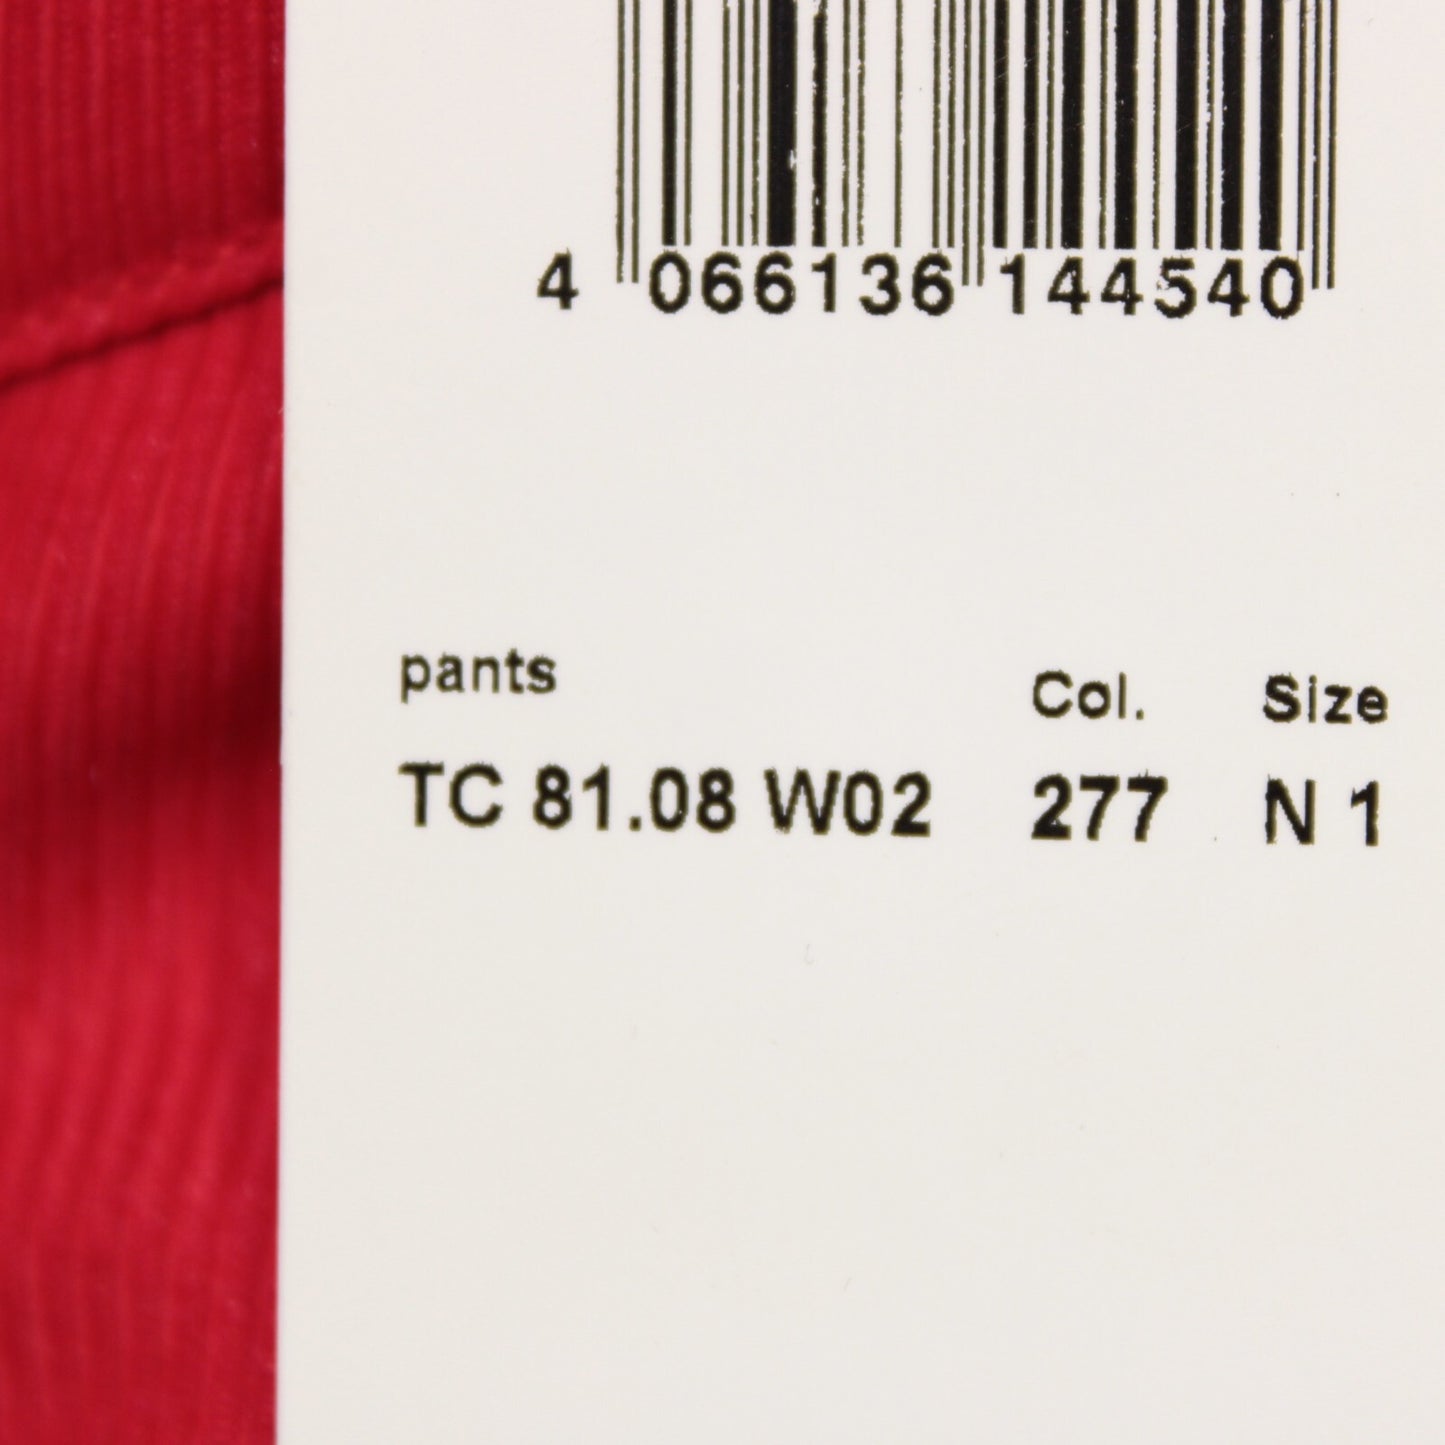 4 066136 144540
pants Col. Size
TC 81.08 W02 277 N 1